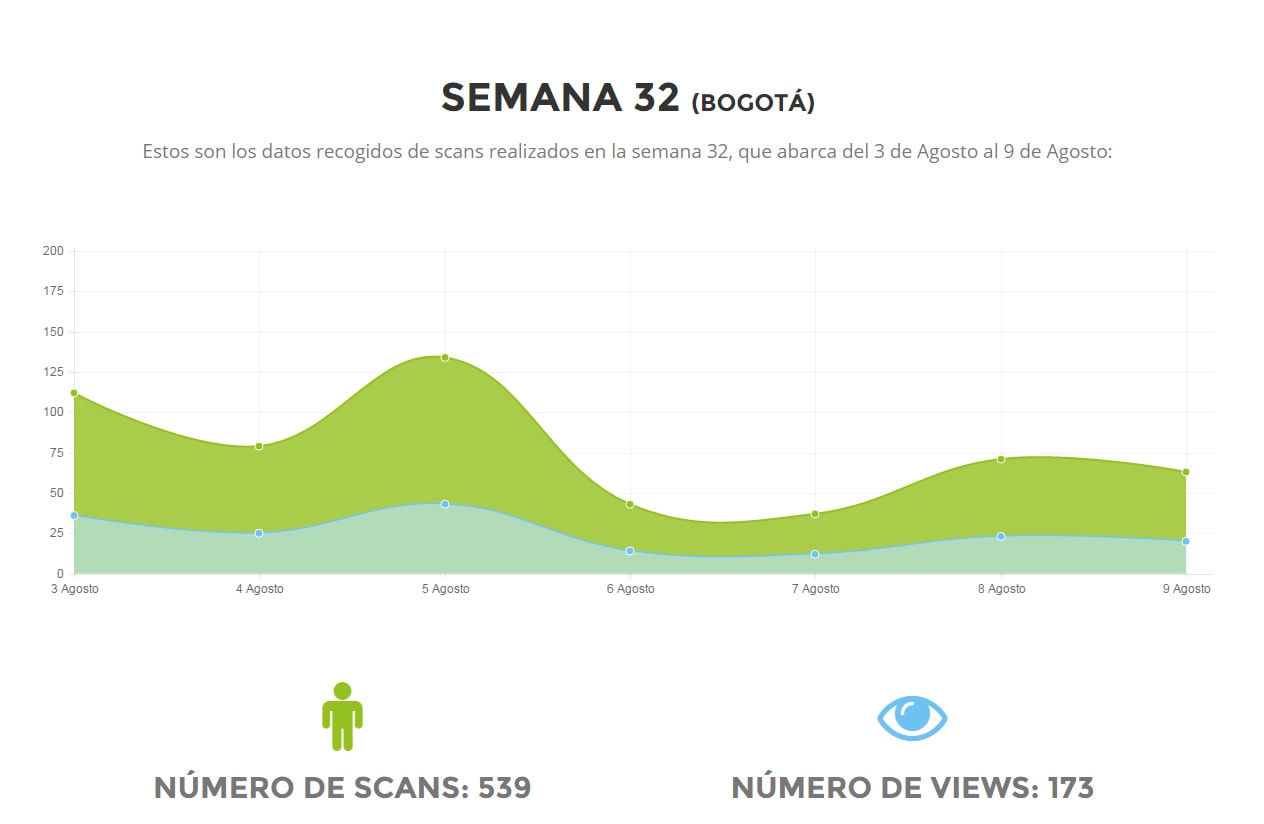 SEMANA 32 (BOGOTÁ)
Estos son los datos recogidos de scans realizados en la semana 32, que abarca del 3 de Agosto al 9 de Agosto:
200
175
150
125
100
75
50
25
0
3 Agosto 4 Agosto 5 Agosto 6 Agosto 7 Agosto 8 Agosto 9 Agosto
NÚMERO DE SCANS: 539 NÚMERO DE VIEWS: 173